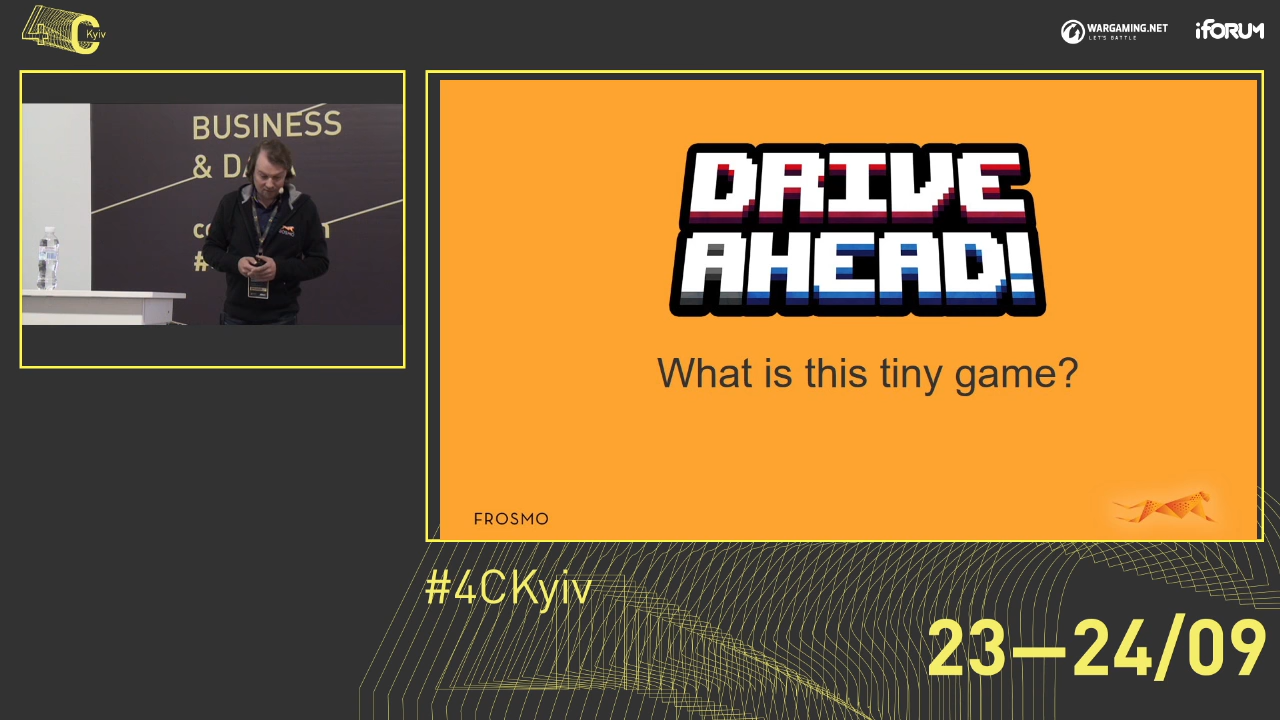 4C Kyiv
WARGAMING.NET
LET'S BATTLE
iFORUM
BUSINESS
& DA
co
#
DRIVE
AHEAD!
What is this tiny game?
FROSMO
#4CKyiv
23—24/09